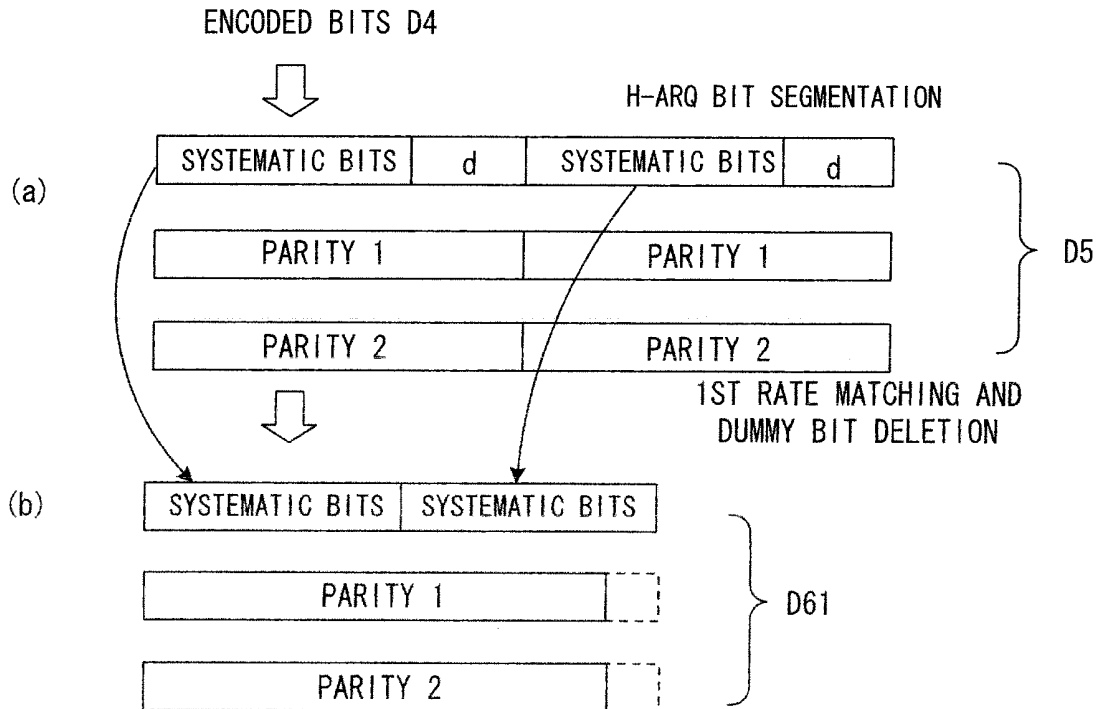 ENCODED BITS D4
H-ARQ BIT SEGMENTATION
(a)
SYSTEMATIC BITS d SYSTEMATIC BITS d
PARITY 1 PARITY 1
D5
PARITY 2 PARITY 2
1ST RATE MATCHING AND
DUMMY BIT DELETION
(b)
SYSTEMATIC BITS SYSTEMATIC BITS
PARITY 1
D61
PARITY 2